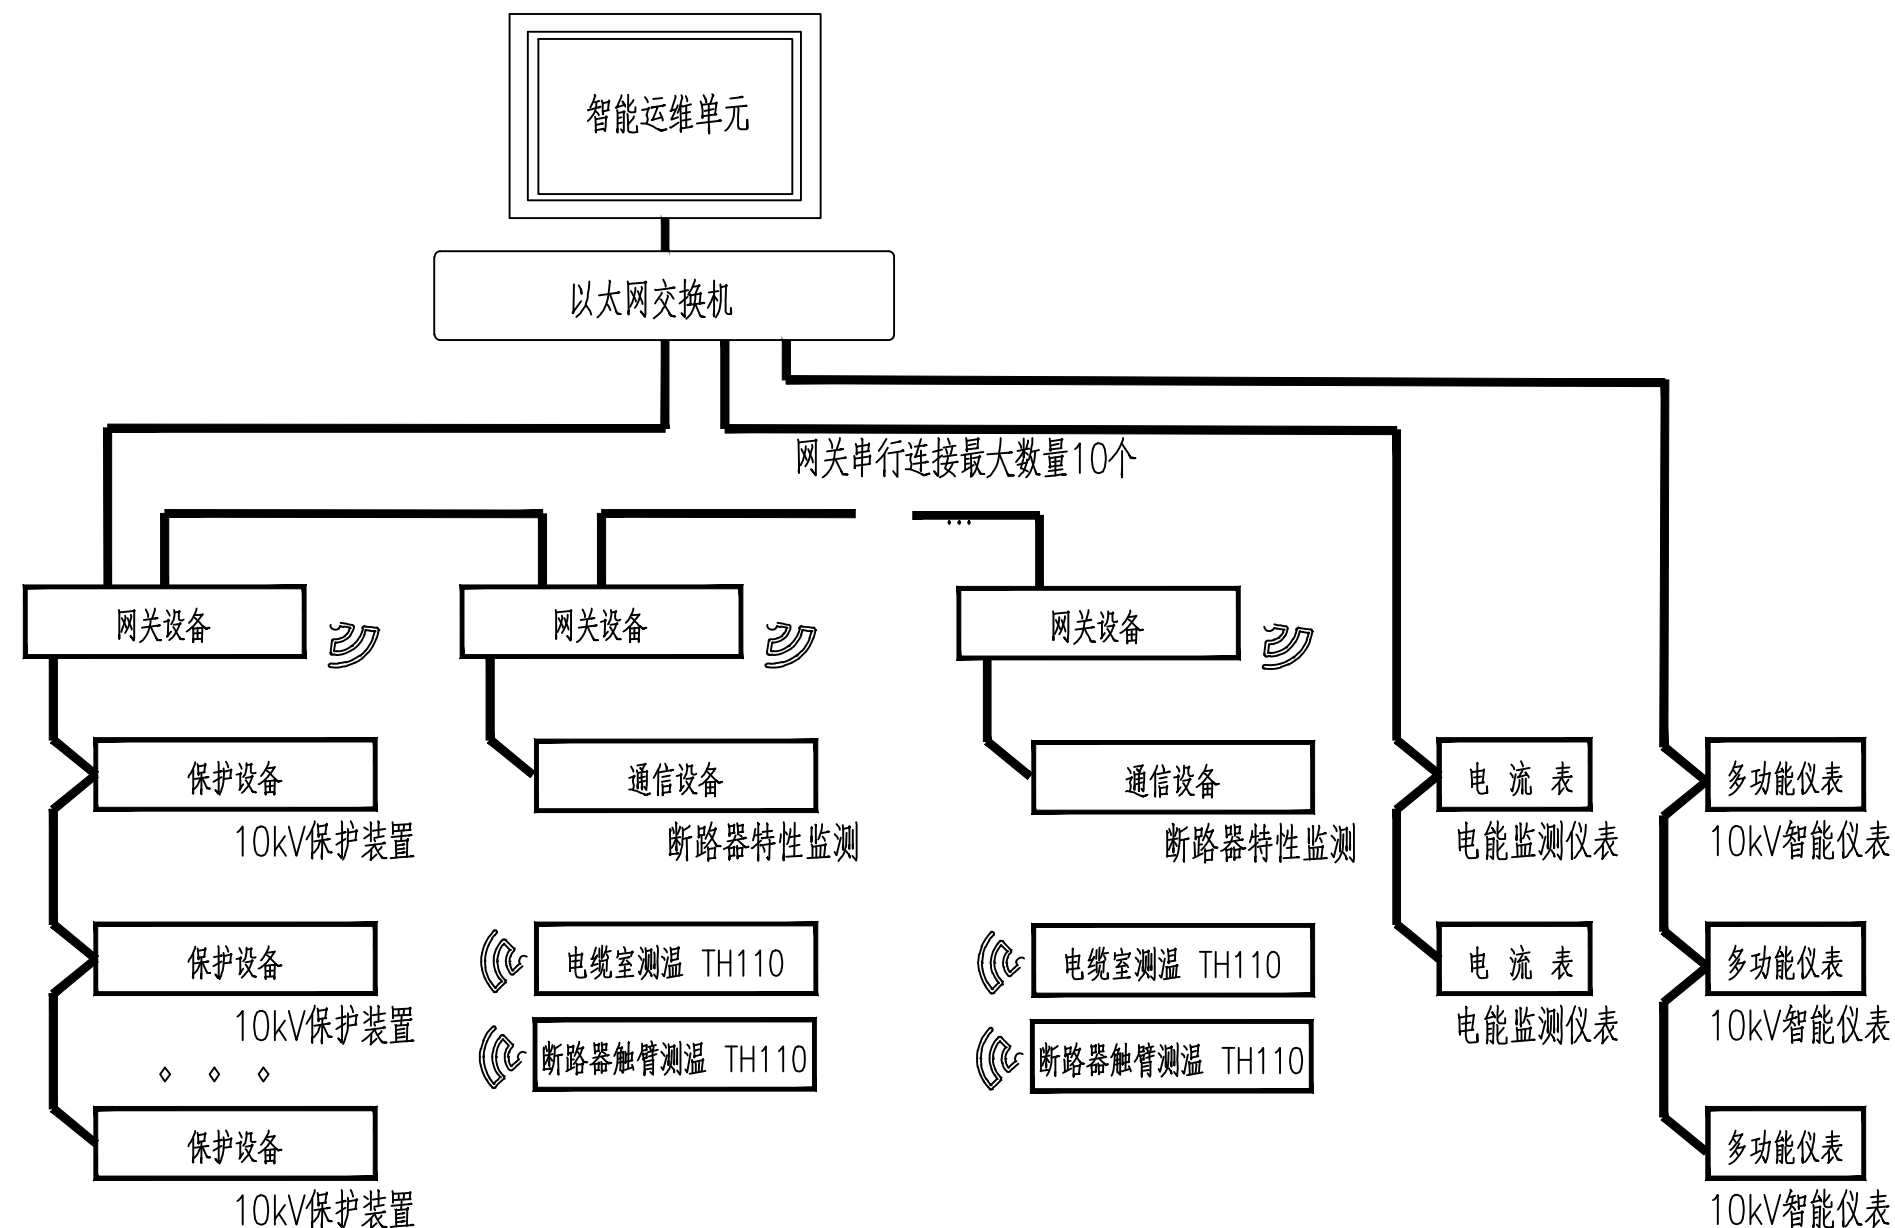 智能运维单元
以太网交换机
网关串行连接最大数量10个
...
网关设备
网关设备
网关设备
保护设备
通信设备
通信设备
电 流 表
多功能仪表
10kV保护装置
断路器特性监测
断路器特性监测
电能监测仪表
10kV智能仪表
保护设备
电缆室测温 TH110
电缆室测温 TH110
电 流 表
多功能仪表
10kV保护装置
电能监测仪表
10kV智能仪表
断路器触臂测温 TH110
断路器触臂测温 TH110
保护设备
多功能仪表
10kV保护装置
10kV智能仪表